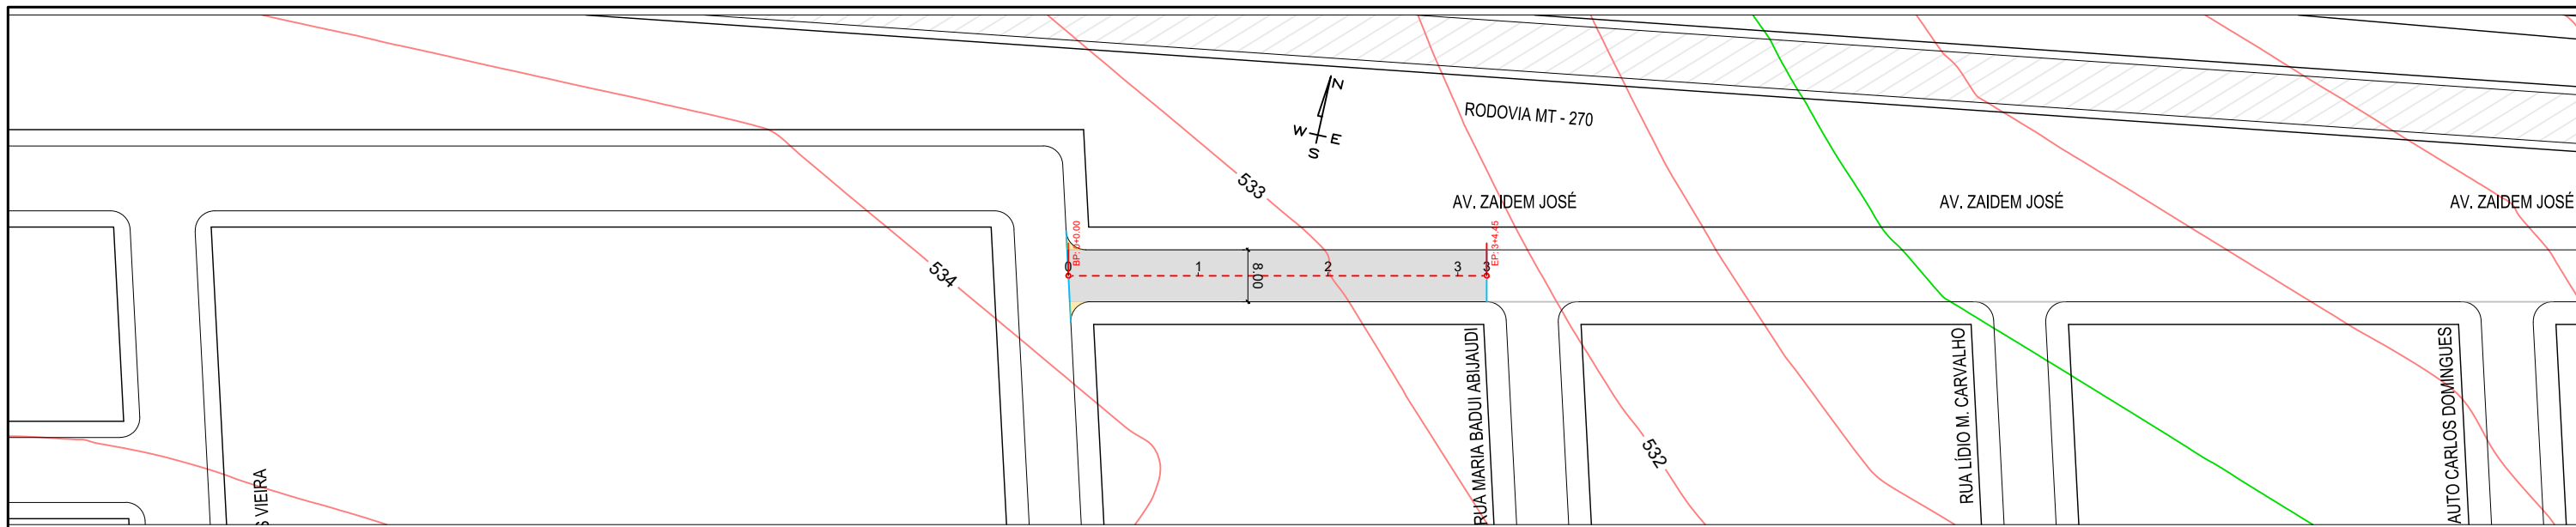 N
W
E
S
RODOVIA MT - 270
533
AV. ZAIDEM JOSÉ
AV. ZAIDEM JOSÉ
AV. ZAIDEM JOSÉ
534
BP: 0+0.00
EP:3+4.45
0
1
8.00
2
3
3
532
RUA MARIA BADUI ABIJAUDI
RUA LÍDIO M. CARVALHO
AUTO CARLOS DOMINGUES
VIEIRA